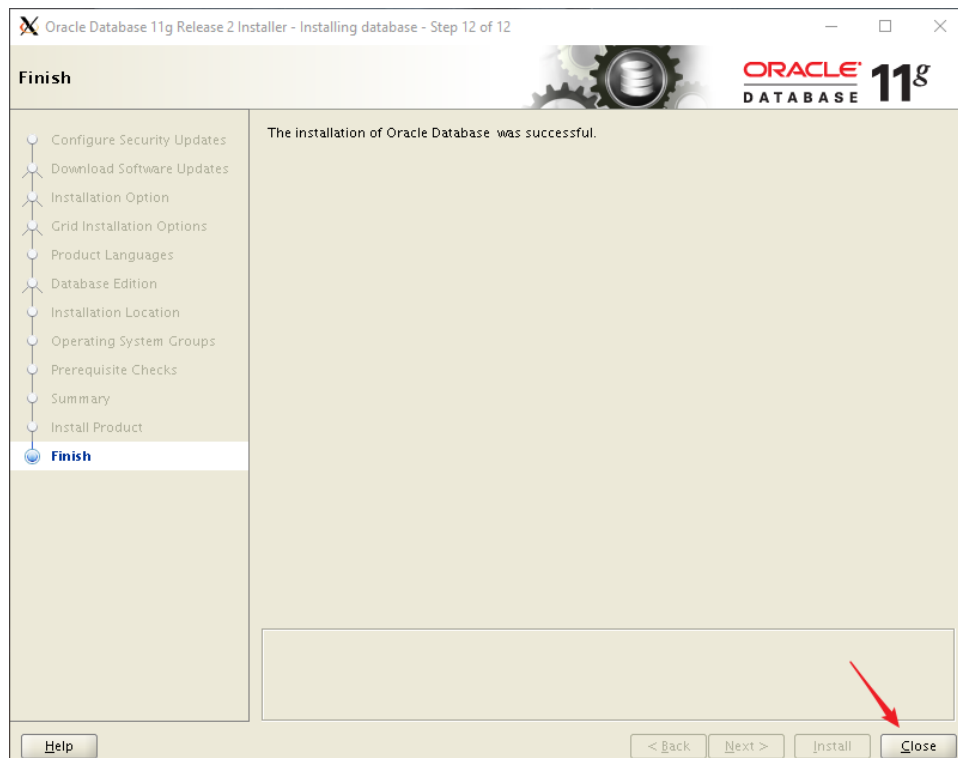 Oracle Database 11g Release 2 Installer - Installing database - Step 12 of 12
Finish
ORACLE
DATABASE
11g
Configure Security Updates
Download Software Updates
Installation Option
Grid Installation Options
Product Languages
Database Edition
Installation Location
Operating System Groups
Prerequisite Checks
Summary
Install Product
Finish
The installation of Oracle Database was successful.
Help
< Back
Next >
Install
Close